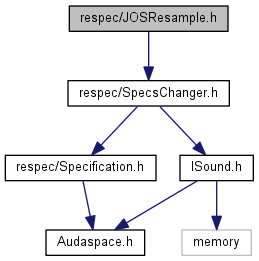 respec/JOSResample.h
respec/SpecsChanger.h
respec/Specification.h
ISound.h
Audaspace.h
memory